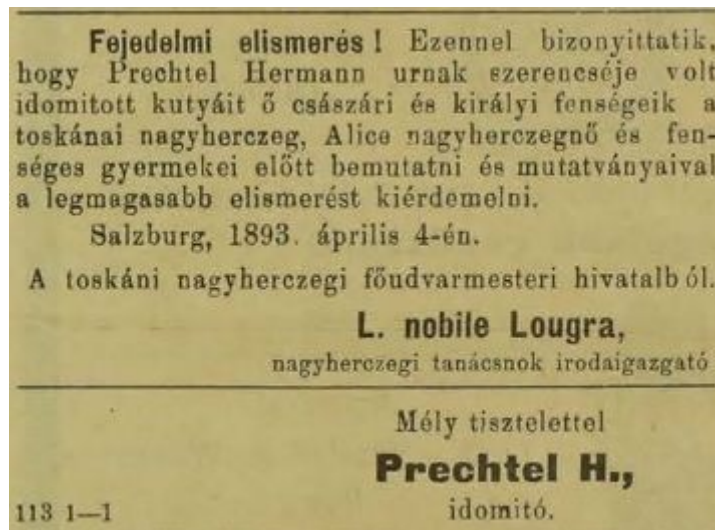 Fejedelmi elismerés! Ezennel bizonyittatik,
hogy Prechtel Hermann urnak szerencséje volt
idomitott kutyáit ő császári és királyi fenségeik a
toskánai nagyherczeg, Alice nagyherczegnő és fen-
séges gyermekei előtt bemutatni és mutatványaival
a legmagasabb elismerést kiérdemelni.
Salzburg, 1893. április 4-én.
A toskáni nagyherczegi főudvarmesteri hivatalból.
L. nobile Lougra,
nagyherczegi tanácsnok irodaigazgató
Mély tisztelettel
Prechtel H.,
113 1—1 idomitó.